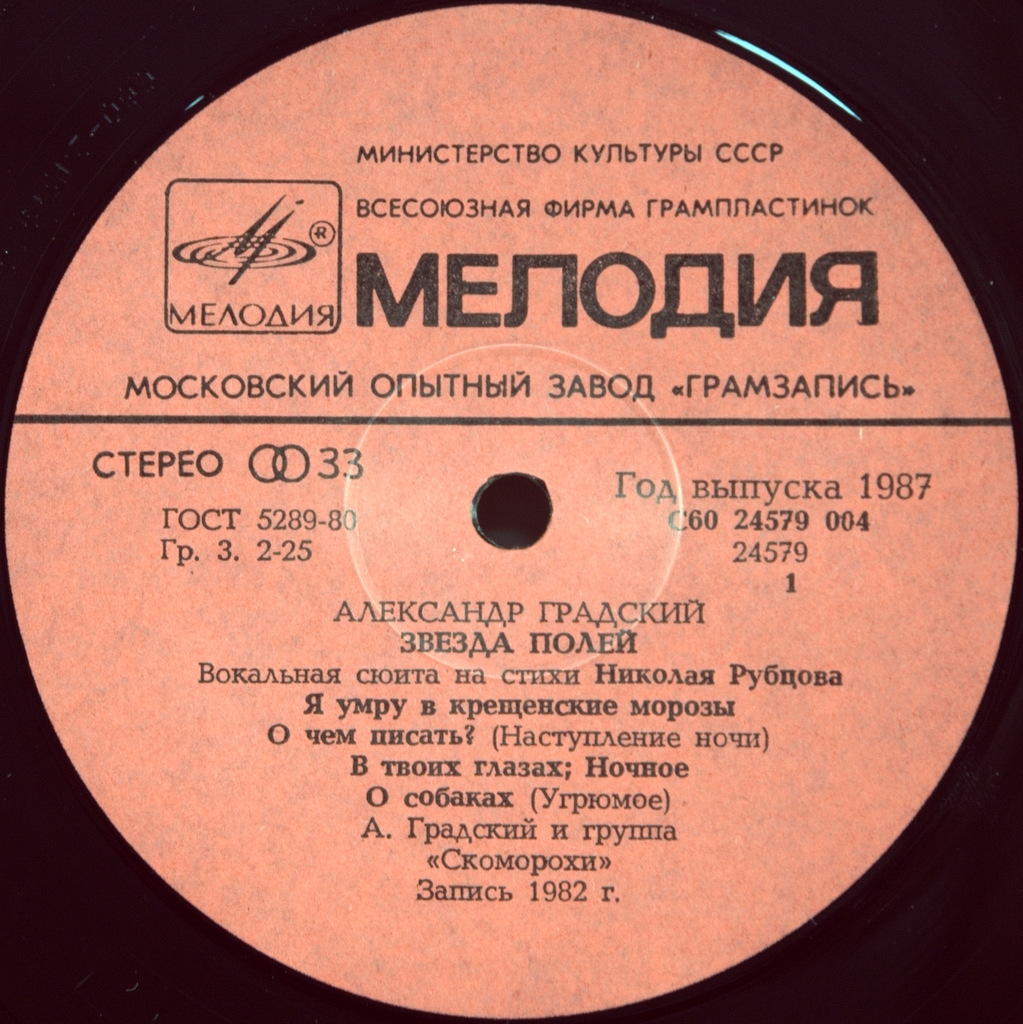 МИНИСТЕРСТВО КУЛЬТУРЫ СССР
ВСЕСОЮЗНАЯ ФИРМА ГРАМПЛАСТИНОК
®
МЕЛОДИЯ
МЕЛОДИЯ
МОСКОВСКИЙ ОПЫТНЫЙ ЗАВОД «ГРАМЗАПИСЬ»
СТЕРЕО 33
ГОСТ 5289-80
Гр. 3. 2-25
Год выпуска 1987
С60 24579 004
24579
1
АЛЕКСАНДР ГРАДСКИЙ
ЗВЕЗДА ПОЛЕЙ
Вокальная сюита на стихи Николая Рубцова
Я умру в крещенские морозы
О чем писать? (Наступление ночи)
В твоих глазах; Ночное
О собаках (Угрюмое)
А. Градский и группа
«Скоморохи»
Запись 1982 г.